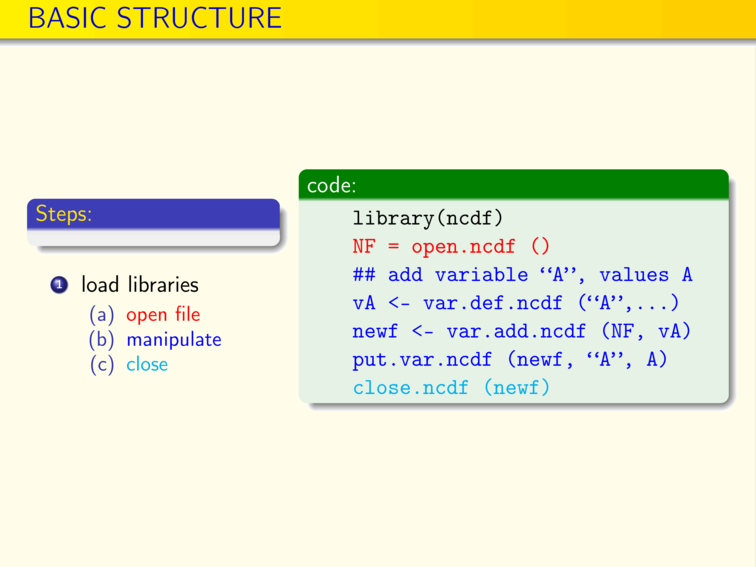 BASIC STRUCTURE
Steps:
1 load libraries
(a) open file
(b) manipulate
(c) close
code:
library(ncdf)
NF = open.ncdf ()
## add variable “A”, values A
vA <- var.def.ncdf (“A”,...)
newf <- var.add.ncdf (NF, vA)
put.var.ncdf (newf, “A”, A)
close.ncdf (newf)